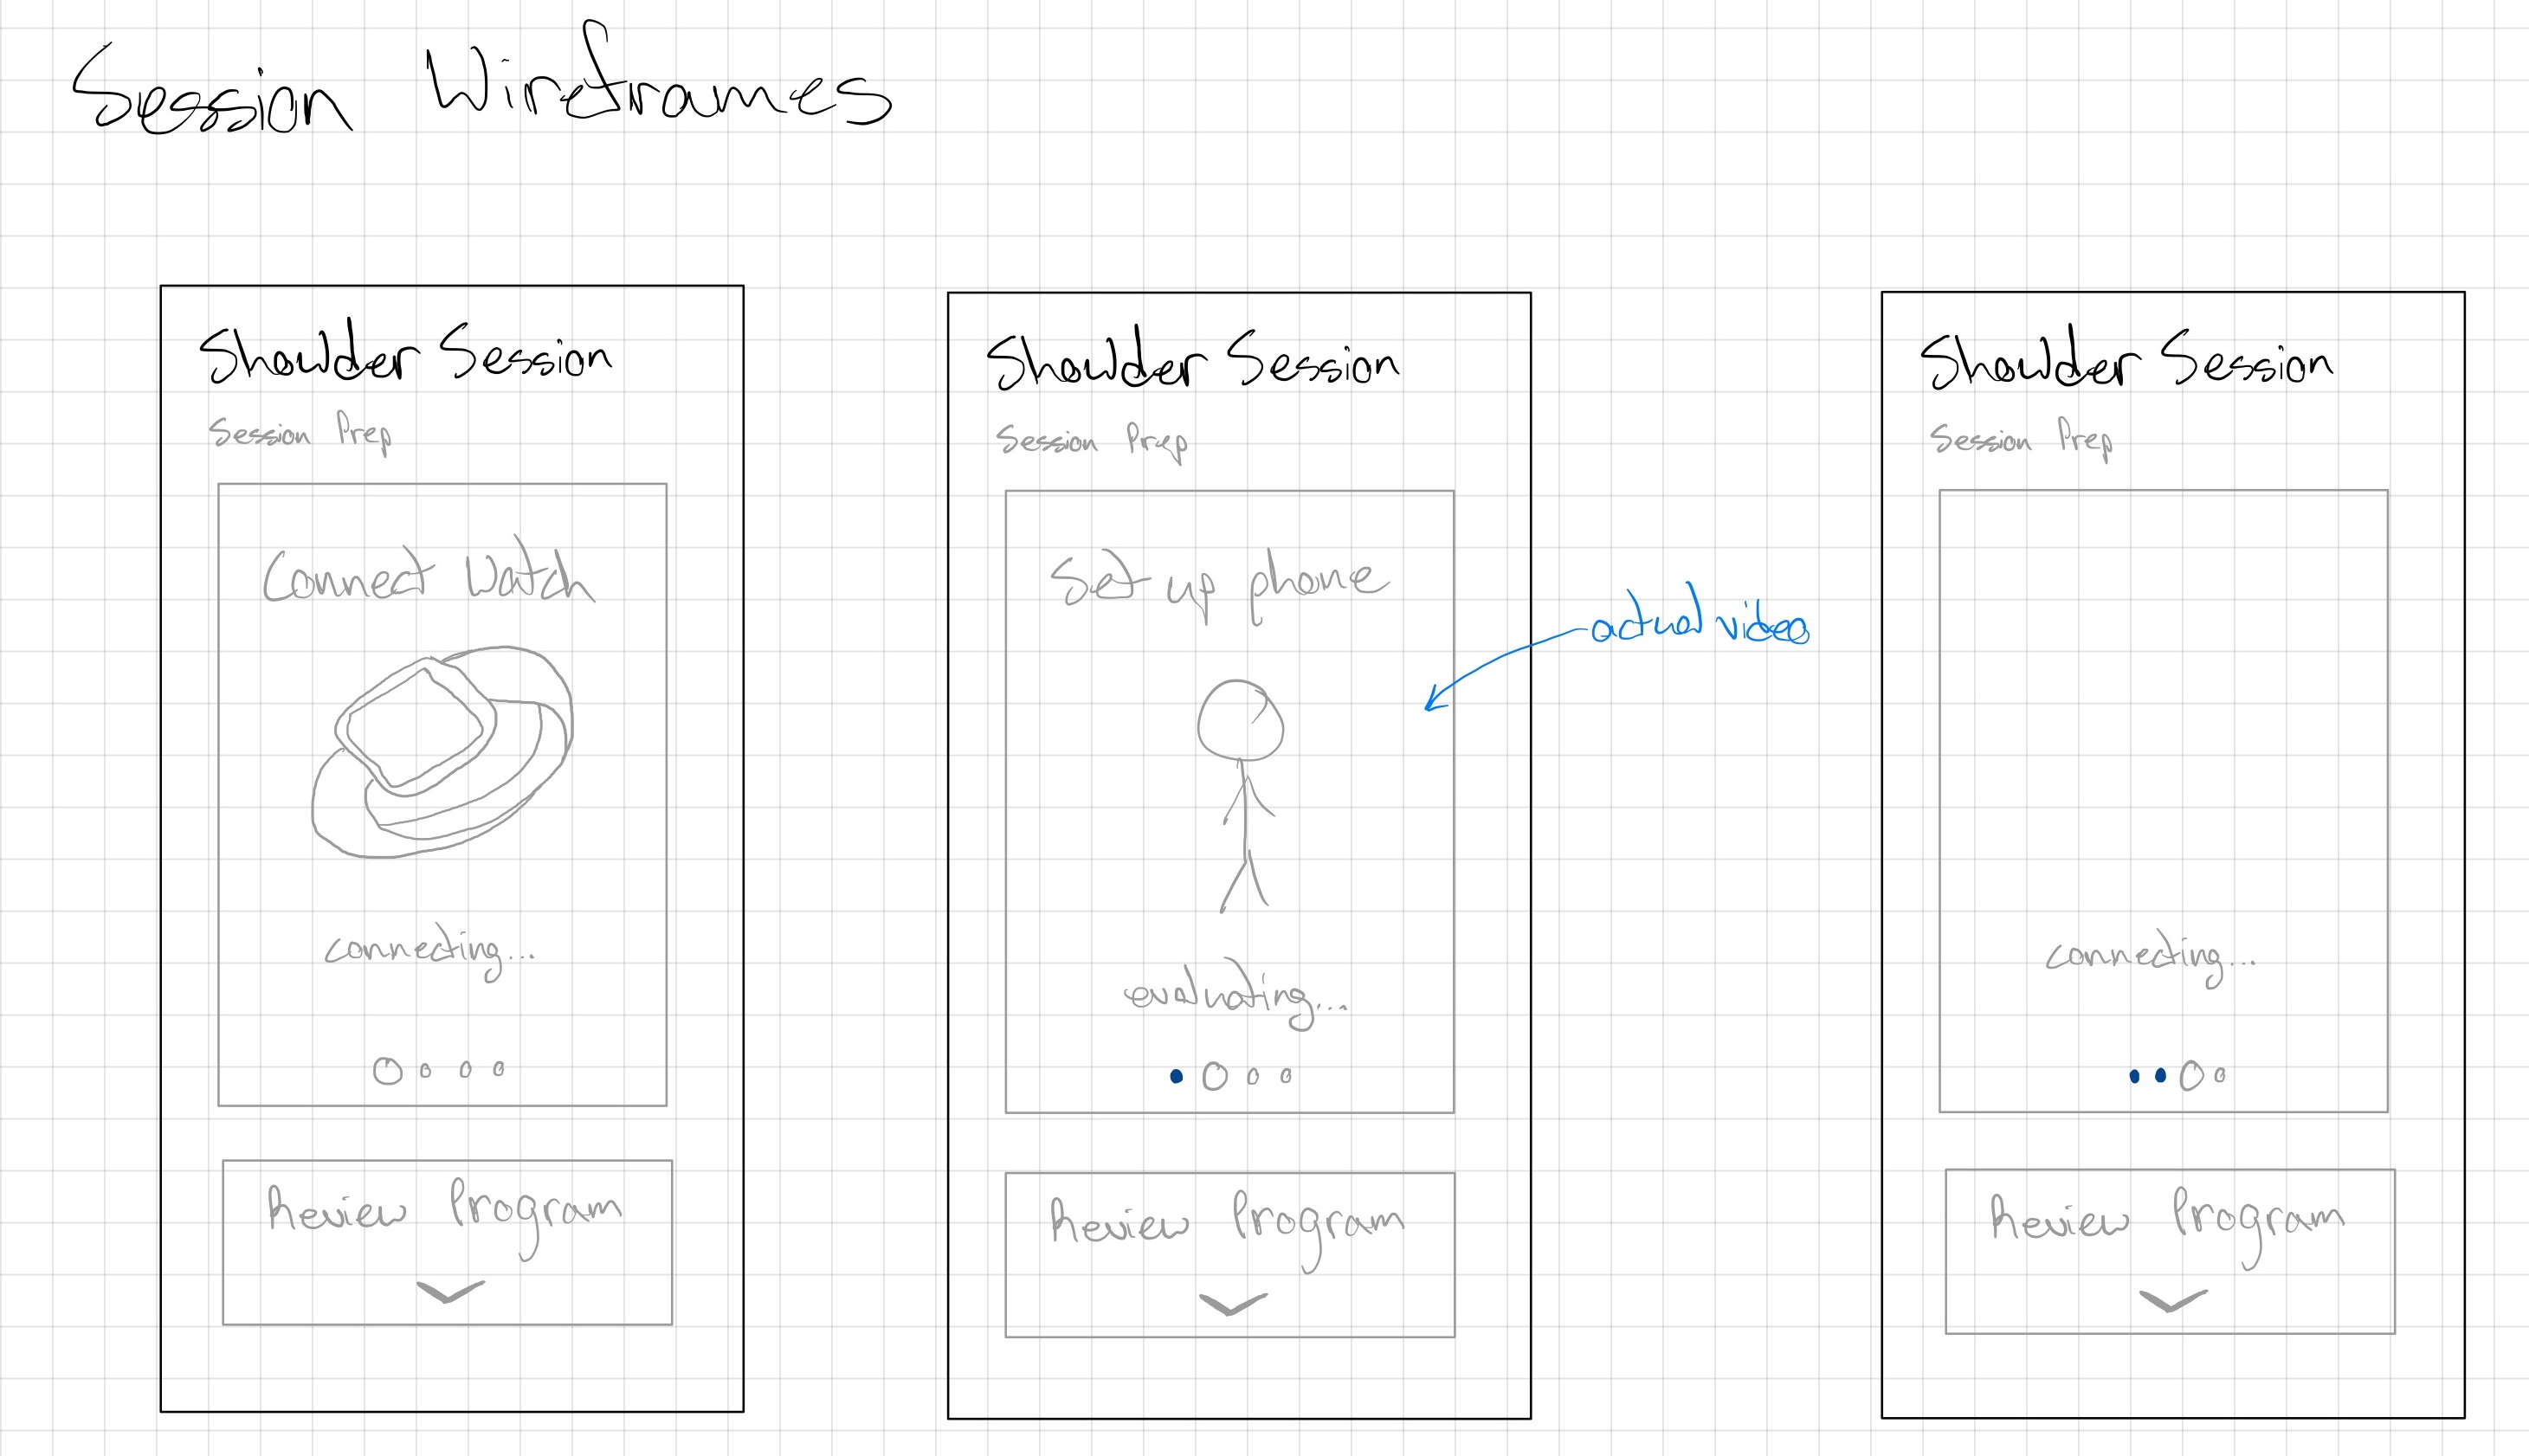 Session Wireframes
Shoulder Session
Session Prep
Connect Watch
connecting...
Review Program
Shoulder Session
Session Prep
Set up phone
actual video
evaluating...
Review Program
Shoulder Session
Session Prep
connecting...
Review Program